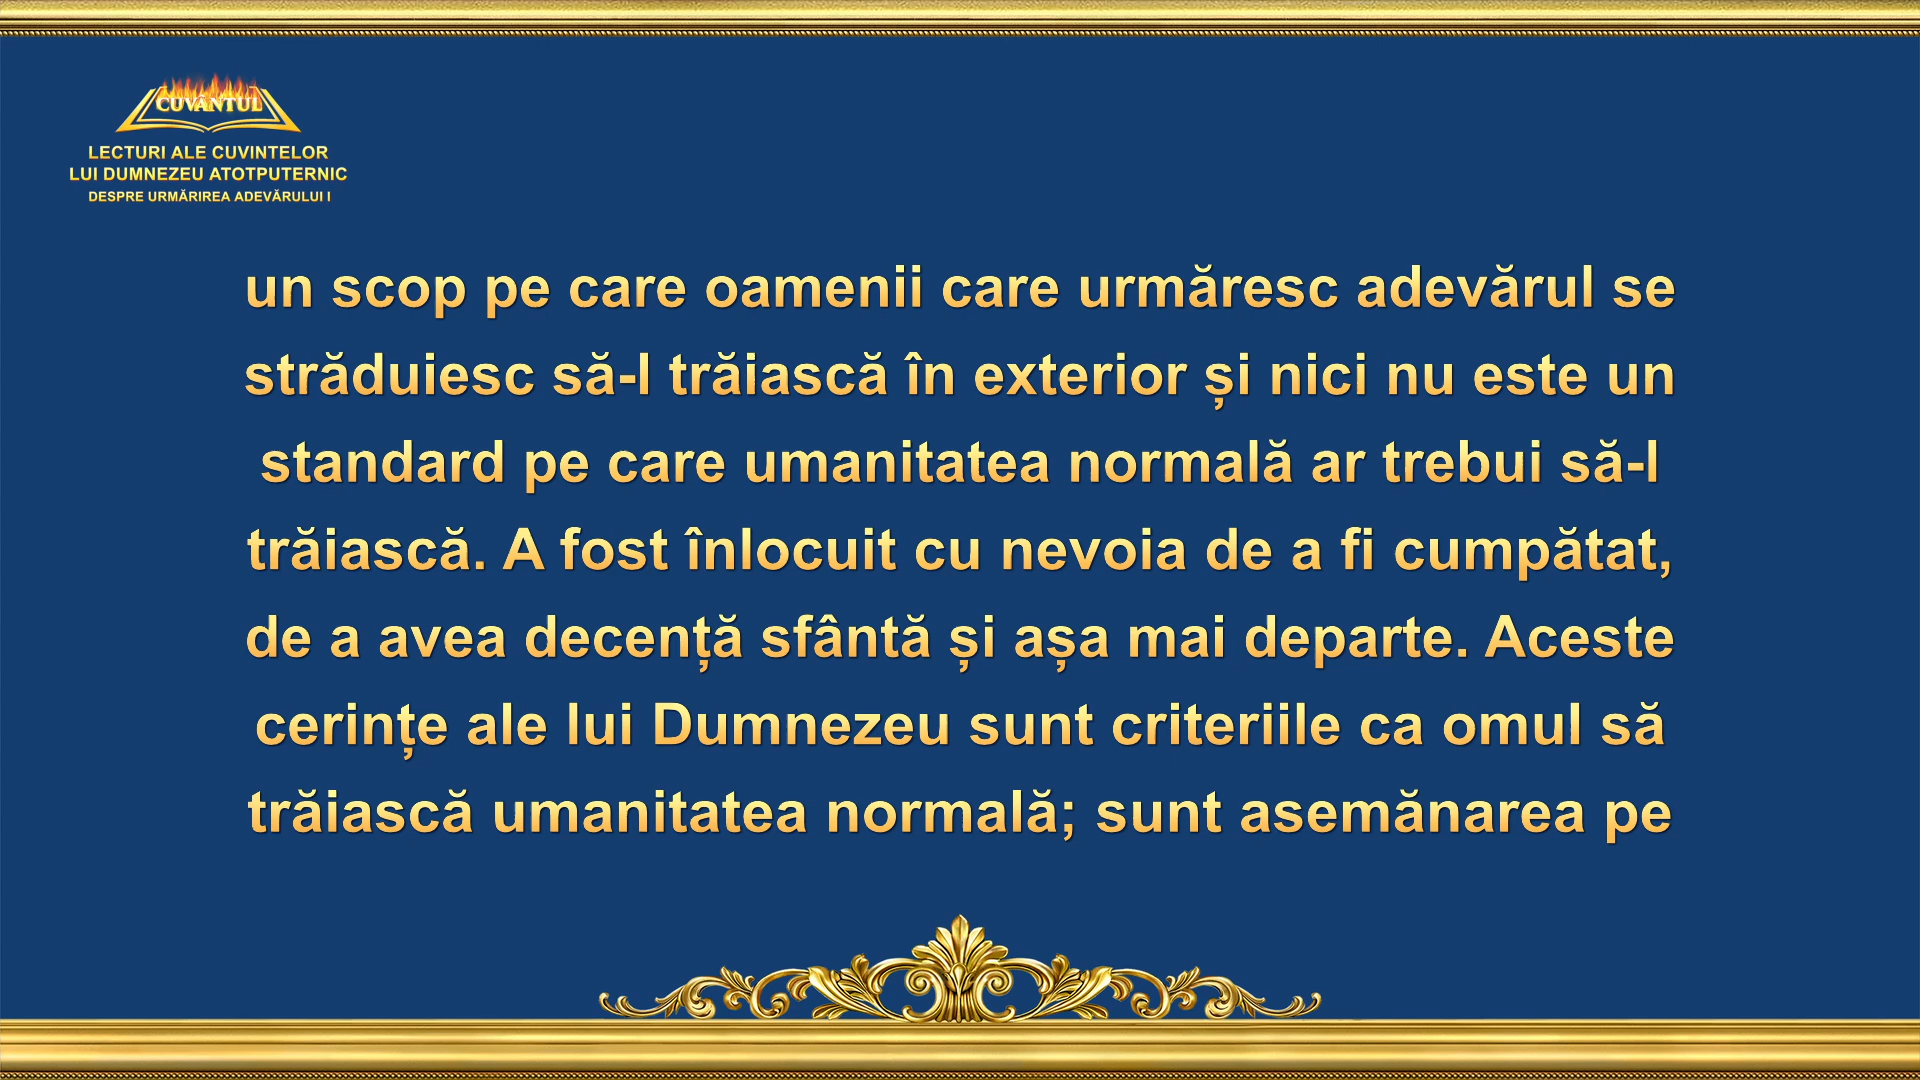 CUVÂNTUL
LECTURI ALE CUVINTELOR
LUI DUMNEZEU ATOTPUTERNIC
DESPRE URMĂRIREA ADEVĂRULUI I
un scop pe care oamenii care urmăresc adevărul se
străduiesc să-l trăiască în exterior și nici nu este un
standard pe care umanitatea normală ar trebui să-l
trăiască. A fost înlocuit cu nevoia de a fi cumpătat,
de a avea decență sfântă și așa mai departe. Aceste
cerințe ale lui Dumnezeu sunt criteriile ca omul să
trăiască umanitatea normală; sunt asemănarea pe